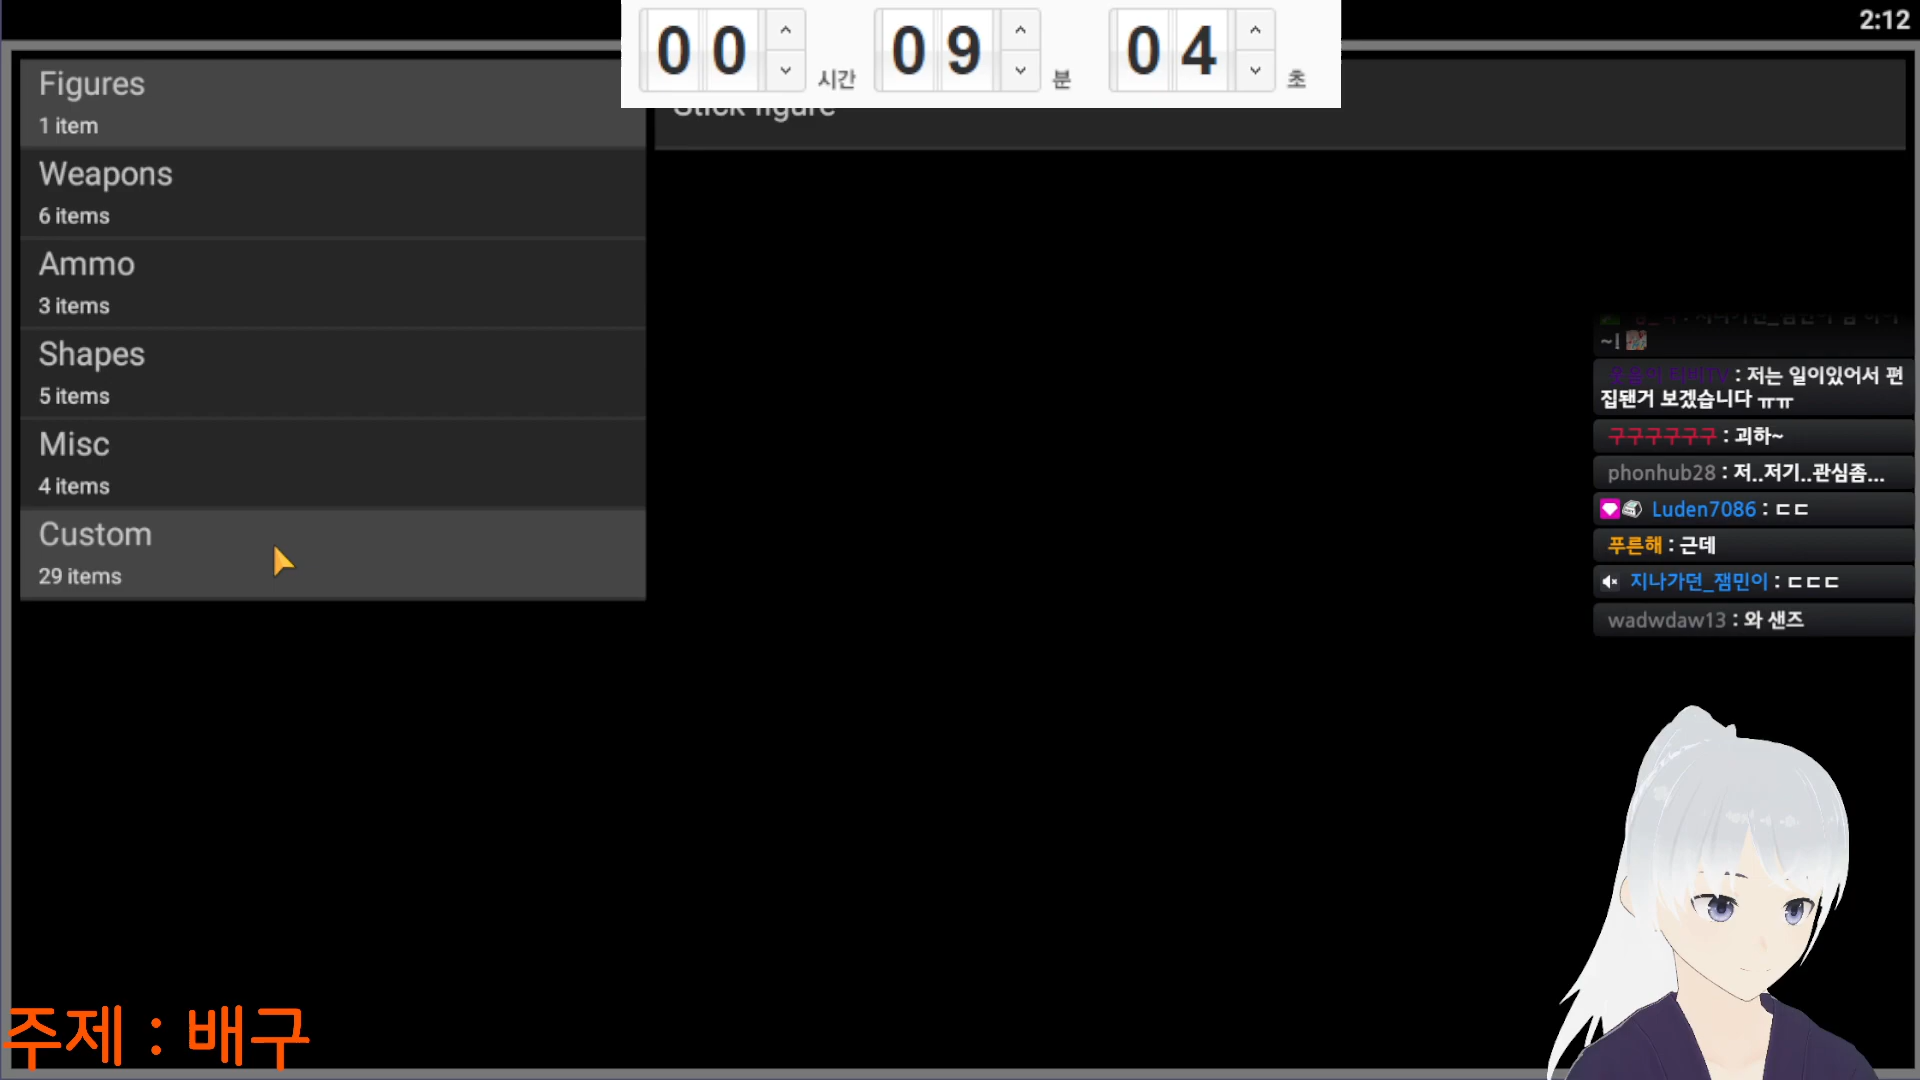 2:12
00 시간 09 분 04 초
Figures
1 item
Stick figure
Weapons
6 items
Ammo
3 items
Shapes
5 items
Misc
4 items
Custom
29 items
~!
: 저는 일이있어서 편
집됀거 보겠습니다 ㅠㅠ
구구구구구구 : 괴하~
phonhub28 : 저..저기..관심좀...
Luden7086 : ㄷㄷ
푸른해 : 근데
지나가던_잼민이 : ㄷㄷㄷ
wadwdaw13 : 와 샌즈
주제 : 배구